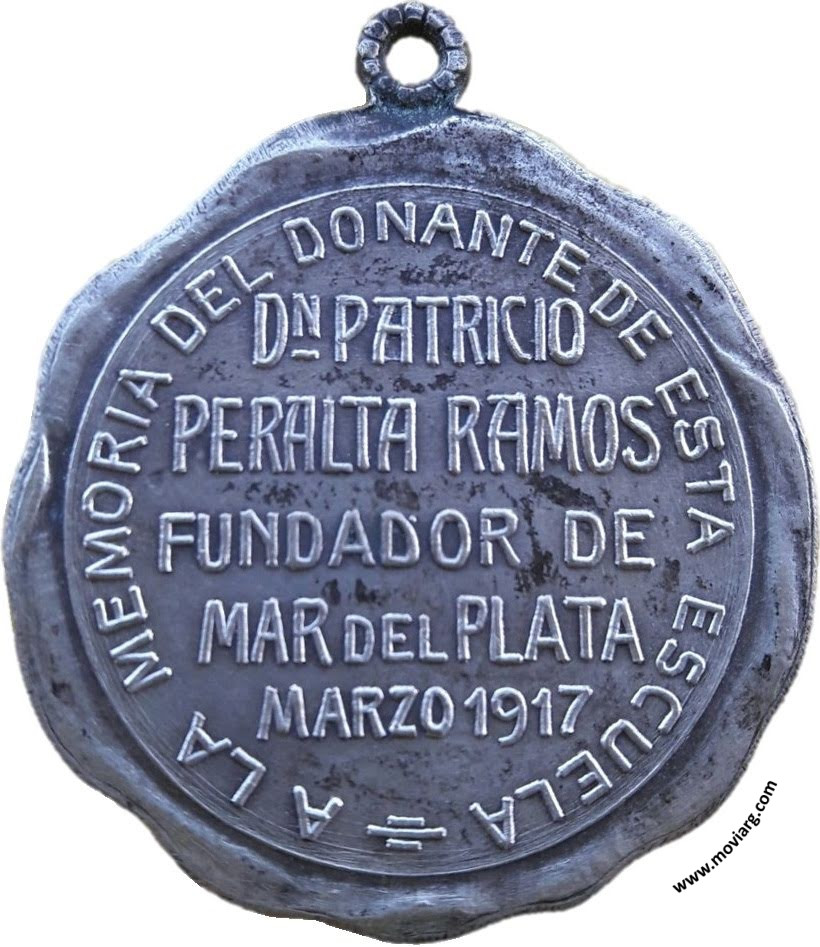 A LA MEMORIA DEL DONANTE DE ESTA ESCUELA
DN PATRICIO
PERALTA RAMOS
FUNDADOR DE
MAR DEL PLATA
MARZO 1917
www.moviarg.com